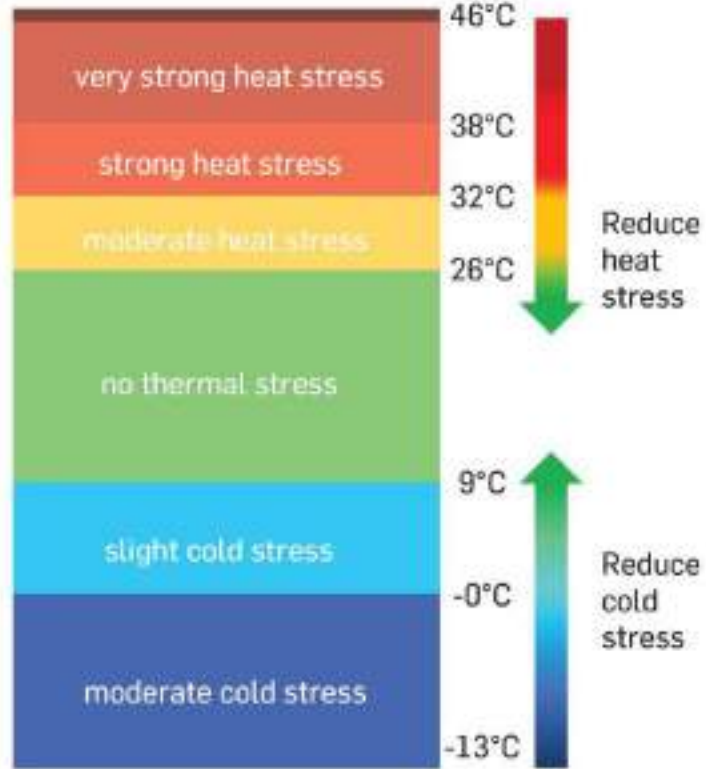 46°C
very strong heat stress
38°C
strong heat stress
32°C
moderate heat stress
26°C
Reduce
heat
stress
no thermal stress
9°C
slight cold stress
-0°C
Reduce
cold
stress
moderate cold stress
-13°C